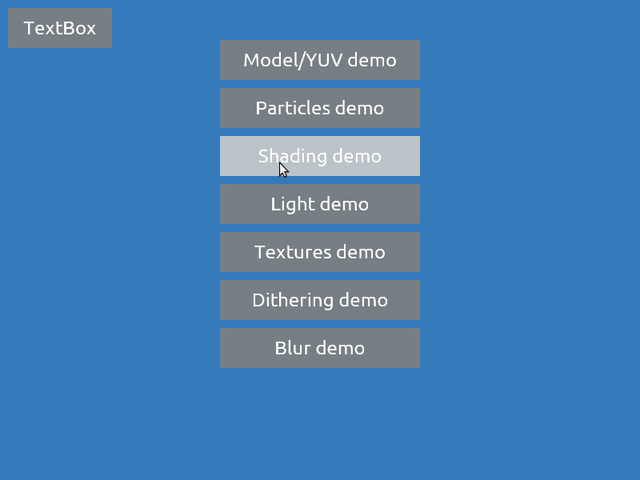 TextBox
Model/YUV demo
Particles demo
Shading demo
Light demo
Textures demo
Dithering demo
Blur demo